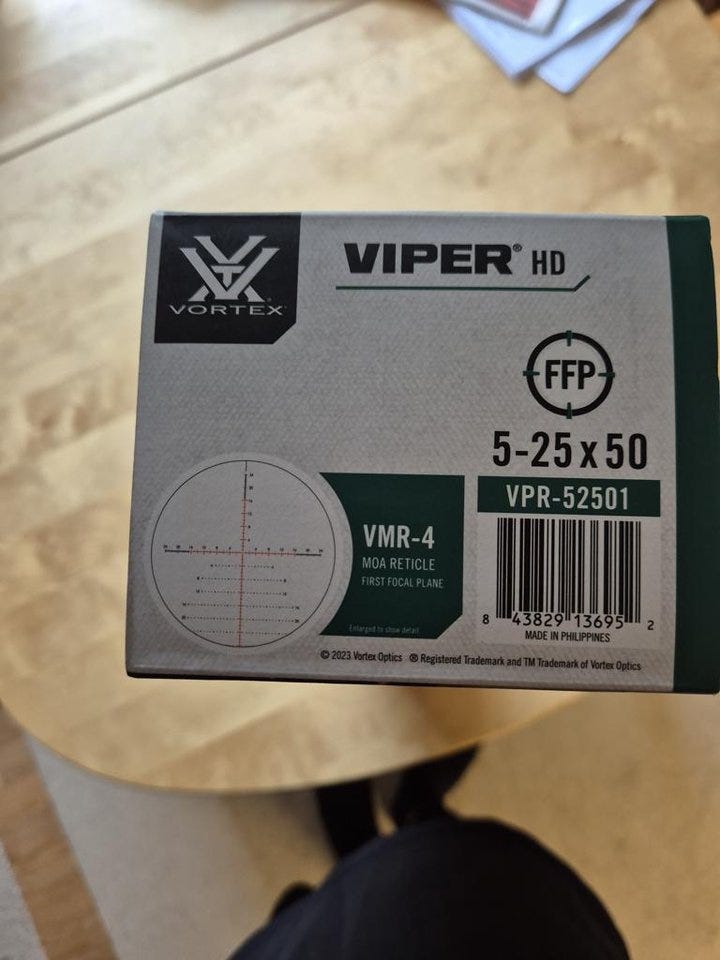 VORTEX
VIPER® HD
FFP
5-25x50
VPR-52501
VMR-4
MOA RETICLE
FIRST FOCAL PLANE
Enlarged to show detail
8 43829 13695 2
MADE IN PHILIPPINES
© 2023 Vortex Optics ® Registered Trademark and TM Trademark of Vortex Optics